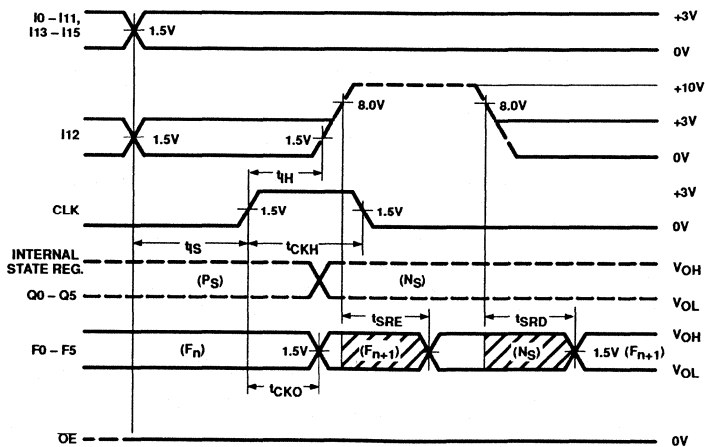 I0 – I11,
I13 – I15
1.5V
+3V
0V
+10V
8.0V
8.0V
I12
1.5V
1.5V
+3V
0V
tIH
CLK
1.5V
1.5V
+3V
0V
tIS
tCKH
INTERNAL
STATE REG.
Q0 – Q5
(PS)
(NS)
VOH
VOL
tSRE
tSRD
F0 – F5
(Fn)
1.5V
(Fn+1)
(NS)
1.5V (Fn+1)
VOH
VOL
tCKO
OE
0V